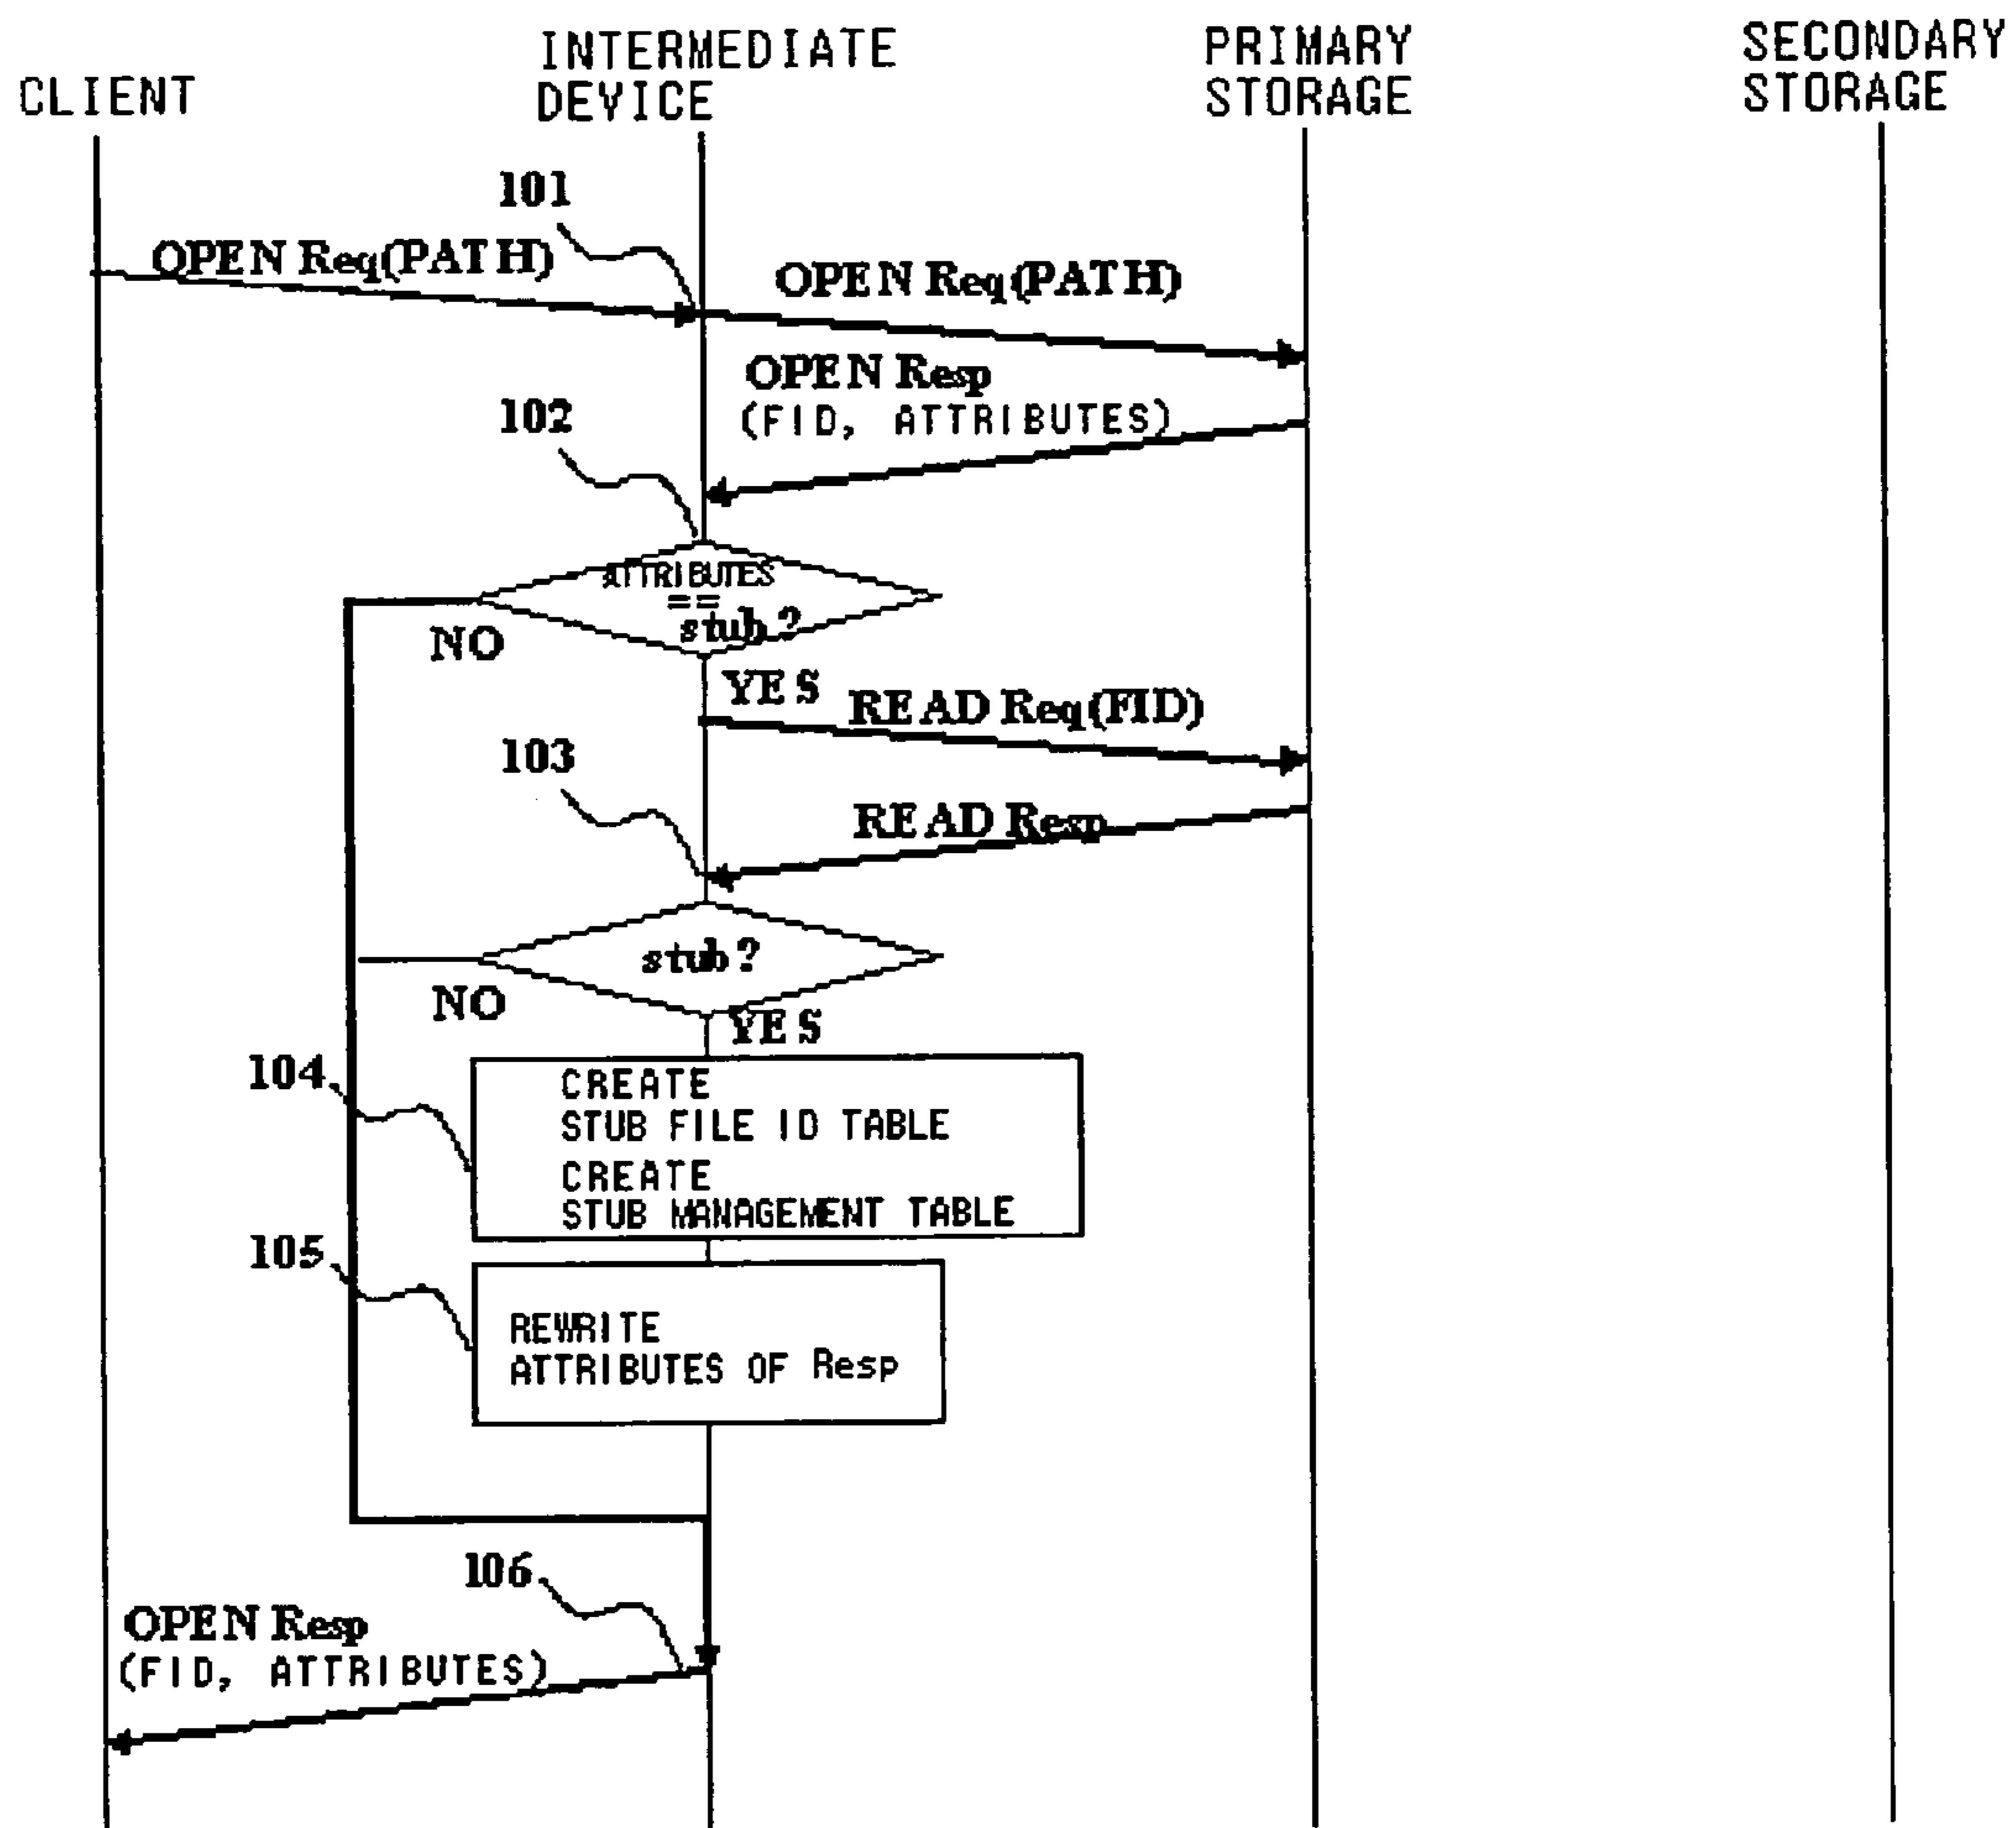 CLIENT
INTERMEDIATE
DEVICE
PRIMARY
STORAGE
SECONDARY
STORAGE
101
OPEN Req(PATH)
OPEN Req(PATH)
OPEN Resp
(FID, ATTRIBUTES)
102
ATTRIBUTES
==
stub?
NO
YES
READ Req(FID)
103
READ Resp
stub?
NO
YES
104
CREATE
STUB FILE ID TABLE
CREATE
STUB MANAGEMENT TABLE
105
REWRITE
ATTRIBUTES OF Resp
106
OPEN Resp
(FID, ATTRIBUTES)